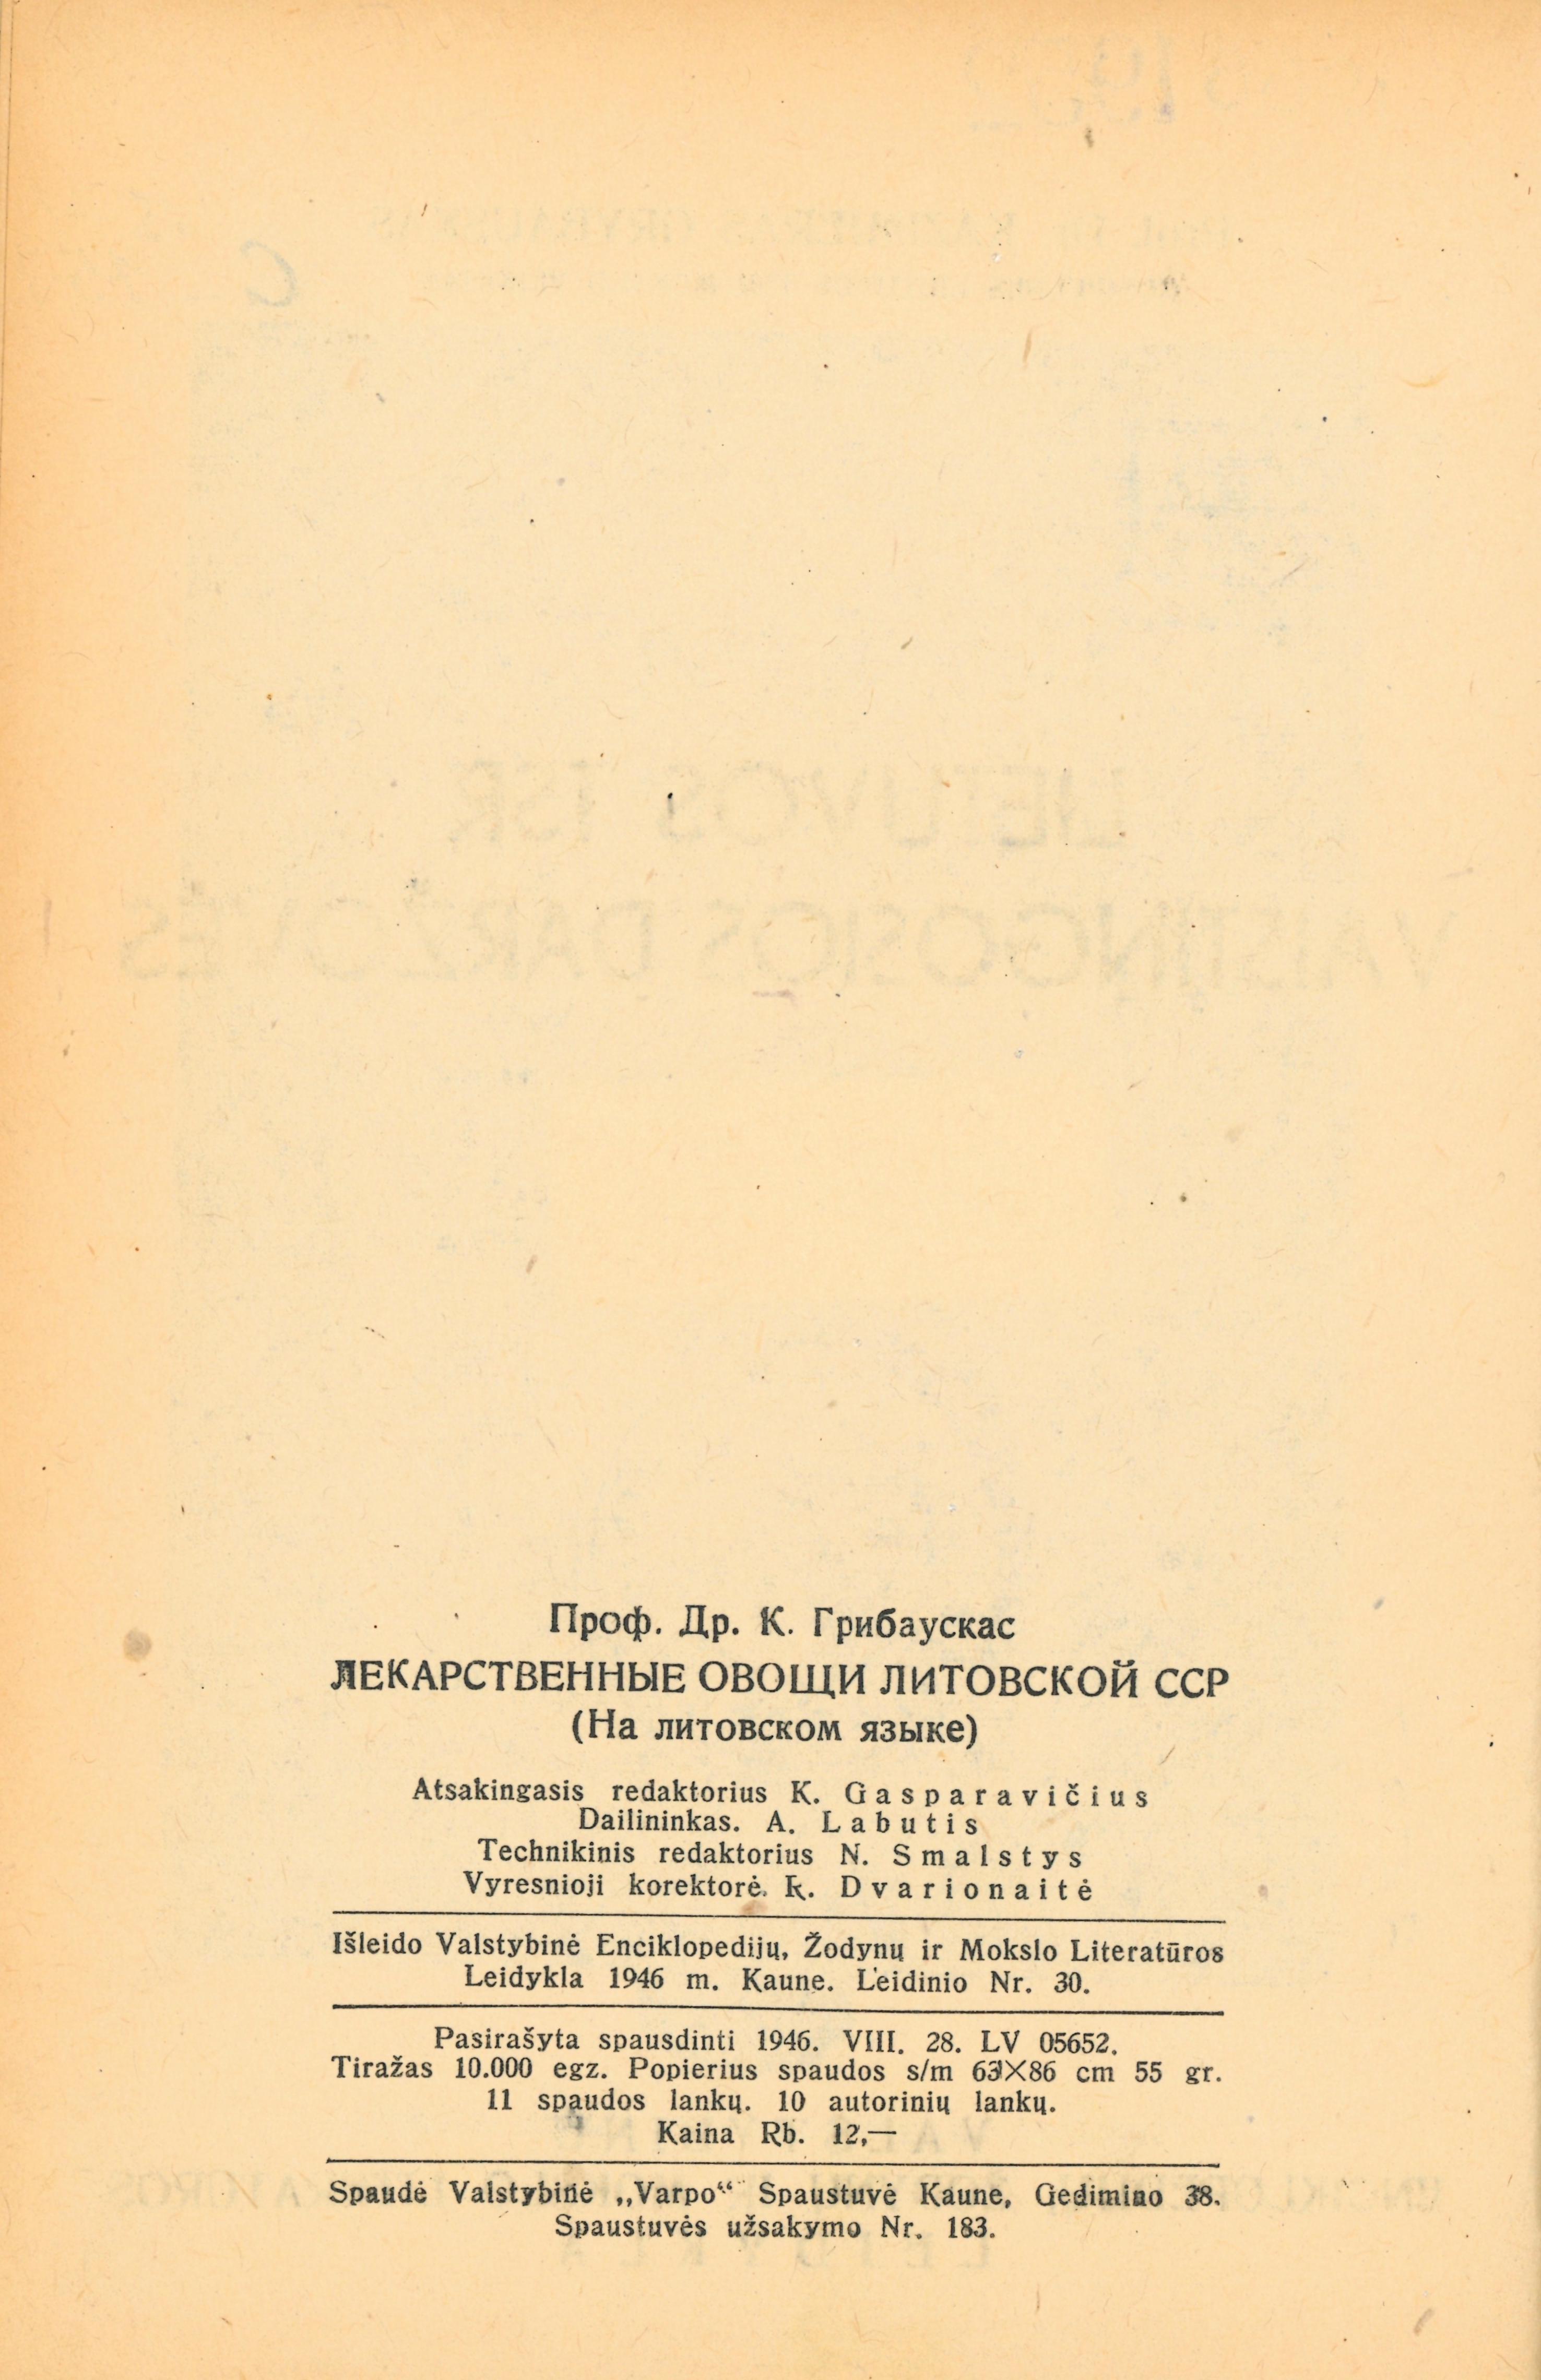 Проф. Др. К. Грибаускас
ЛЕКАРСТВЕННЫЕ ОВОЩИ ЛИТОВСКОЙ ССР
(На литовском языке)
Atsakingasis redaktorius K. Gasparavičius
Dailininkas. A. Labutis
Technikinis redaktorius N. Smalstys
Vyresnioji korektorė. K. Dvarionaitė
Išleido Valstybinė Enciklopedijų, Žodynų ir Mokslo Literatūros
Leidykla 1946 m. Kaune. Leidinio Nr. 30.
Pasirašyta spausdinti 1946. VIII. 28. LV 05652.
Tiražas 10.000 egz. Popierius spaudos s/m 63×86 cm 55 gr.
11 spaudos lankų. 10 autorinių lankų.
Kaina Rb. 12,—
Spaudė Valstybinė „Varpo“ Spaustuvė Kaune, Gedimino 38.
Spaustuvės užsakymo Nr. 183.